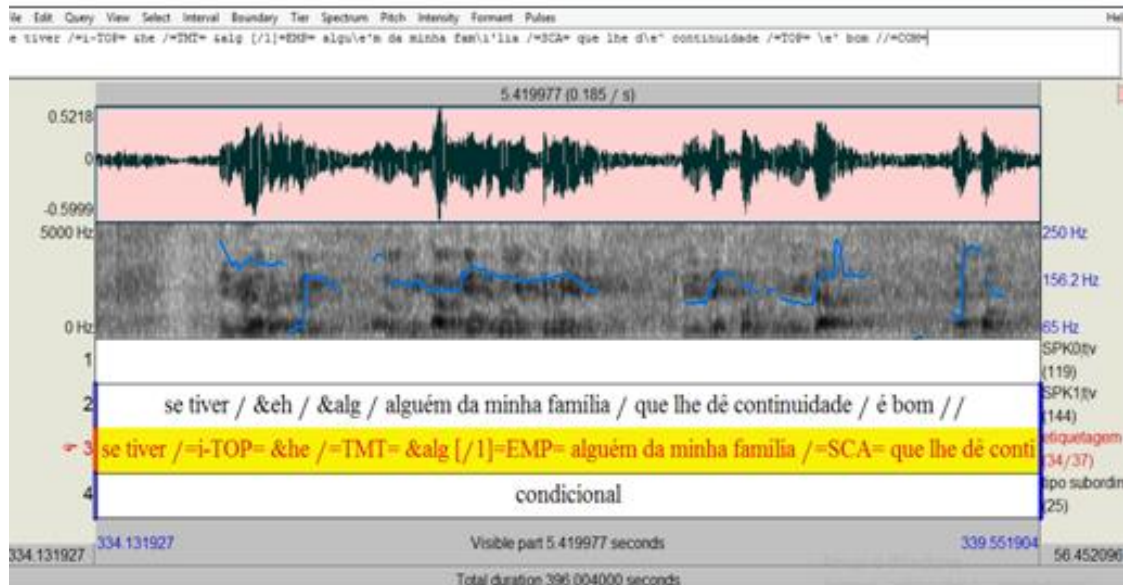 File Edit Query View Select Interval Boundary Tier Spectrum Pitch Intensity Formant Pulses Hel
e tiver /=i-TOP= &he /=TMT= &alg [/1]=EMP= algu\e'm da minha fam\i'lia /=SCA= que lhe d\e^ continuidade /=TOP= \e' bom //=COM=
5.419977 (0.185 / s)
0.5218
0
-0.5999
5000 Hz
0 Hz
250 Hz
156.2 Hz
65 Hz
1
SPK0ttv
(119)
2 se tiver / &eh / &alg / alguém da minha família / que lhe dê continuidade / é bom //
SPK1ttv
(144)
3 se tiver /=i-TOP= &he /=TMT= &alg [/1]=EMP= alguém da minha família /=SCA= que lhe dê conti
etiquetagem
(34/37)
4 condicional
tipo subordin
(25)
334.131927 Visible part 5.419977 seconds 339.551904
334.131927 56.452096
Total duration 396.004000 seconds